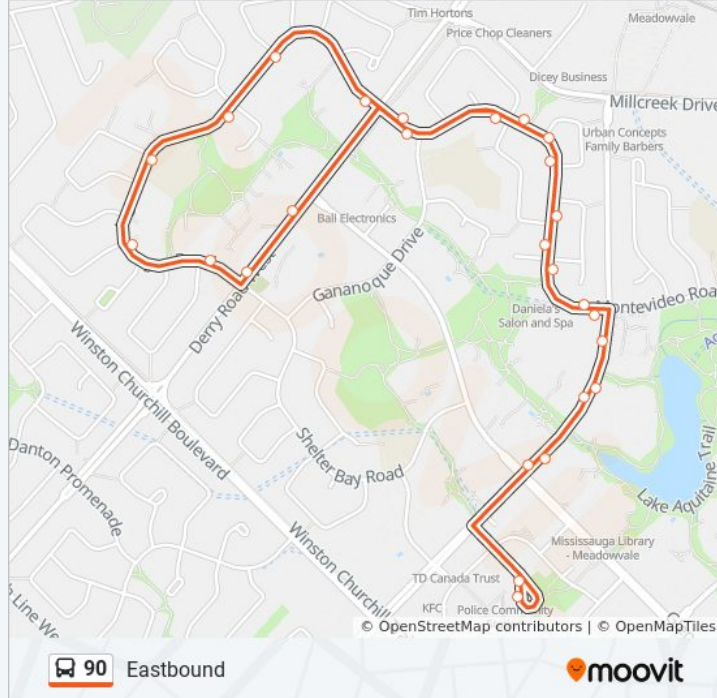 Tim Hortons
Meadowvale
Price Chop Cleaners
Dicey Business
Millcreek Drive
Urban Concepts
Family Barbers
Ball Electronics
Gananoque Drive
Derry Road West
Montevideo Road
Daniela's
Salon and Spa
Winston Churchill Boulevard
Shelter Bay Road
Danton Promenade
Lake Aquitaine Trail
Winston Churchill
Mississauga Library
- Meadowvale
TD Canada Trust
KFC
Police Community
© OpenStreetMap contributors | © OpenMapTiles
90 Eastbound
moovit